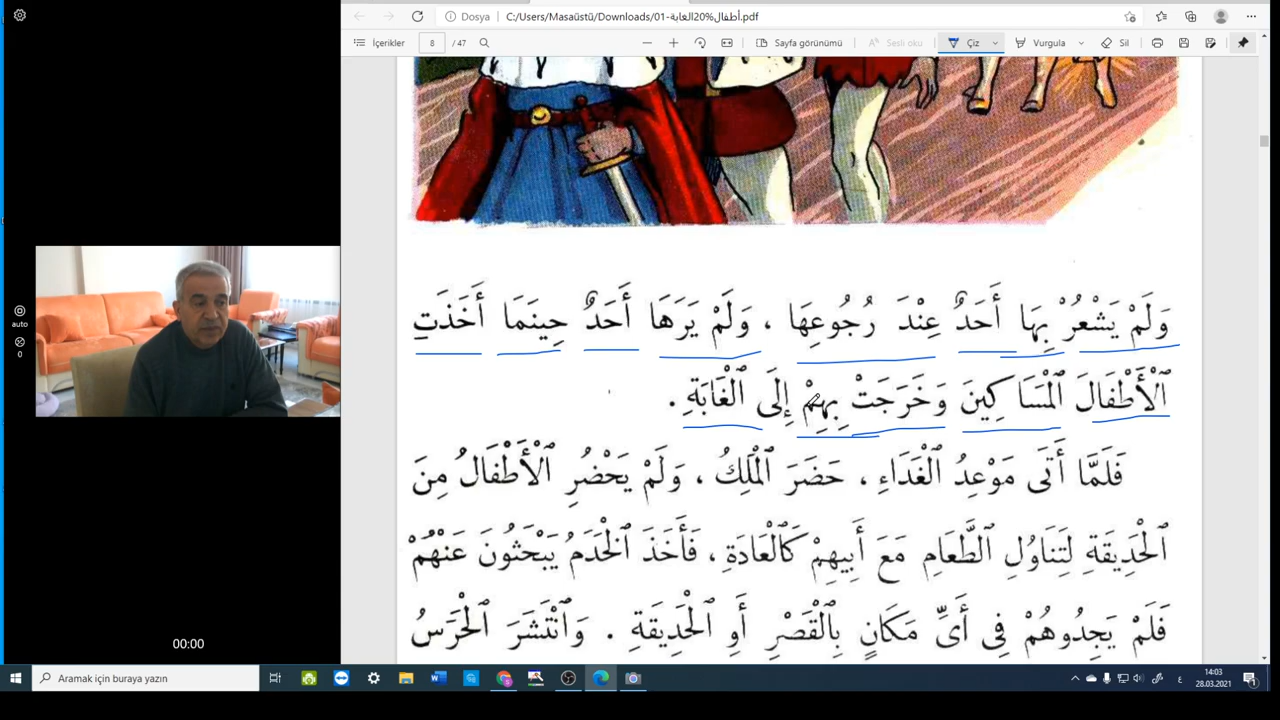 Dosya
C:/Users/Masaüstü/Downloads/01-أطفال%20الغابة.pdf
İçerikler
8
/ 47
Sayfa görünümü
Sesli oku
Çiz
Vurgula
Sil
auto
0
00:00
وَلَمْ يَشْعُرْ بِهَا أَحَدٌ عِنْدَ رُجُوعِهَا ، وَلَمْ يَرَهَا أَحَدٌ حِينَمَا أَخَذَتِ
ٱلْأَطْفَالَ ٱلْمَسَاكِينَ وَخَرَجَتْ بِهِمْ إِلَى ٱلْغَابَةِ .
فَلَمَّا أَتَى مَوْعِدُ ٱلْغَدَاءِ ، حَضَرَ ٱلْمَلِكُ ، وَلَمْ يَحْضُرِ ٱلْأَطْفَالُ مِنَ
ٱلْحَدِيقَةِ لِتَنَاوُلِ ٱلطَّعَامِ مَعَ أَبِيهِمْ كَٱلْعَادَةِ ، فَأَخَذَ ٱلْخَدَمُ يَبْحَثُونَ عَنْهُمْ
فَلَمْ يَجِدُوهُمْ فِى أَىِّ مَكَانٍ بِٱلْقَصْرِ أَوِ ٱلْحَدِيقَةِ . وَٱنْتَشَرَ ٱلْحَرَسُ
Aramak için buraya yazın
ع
14:03
28.03.2021
1